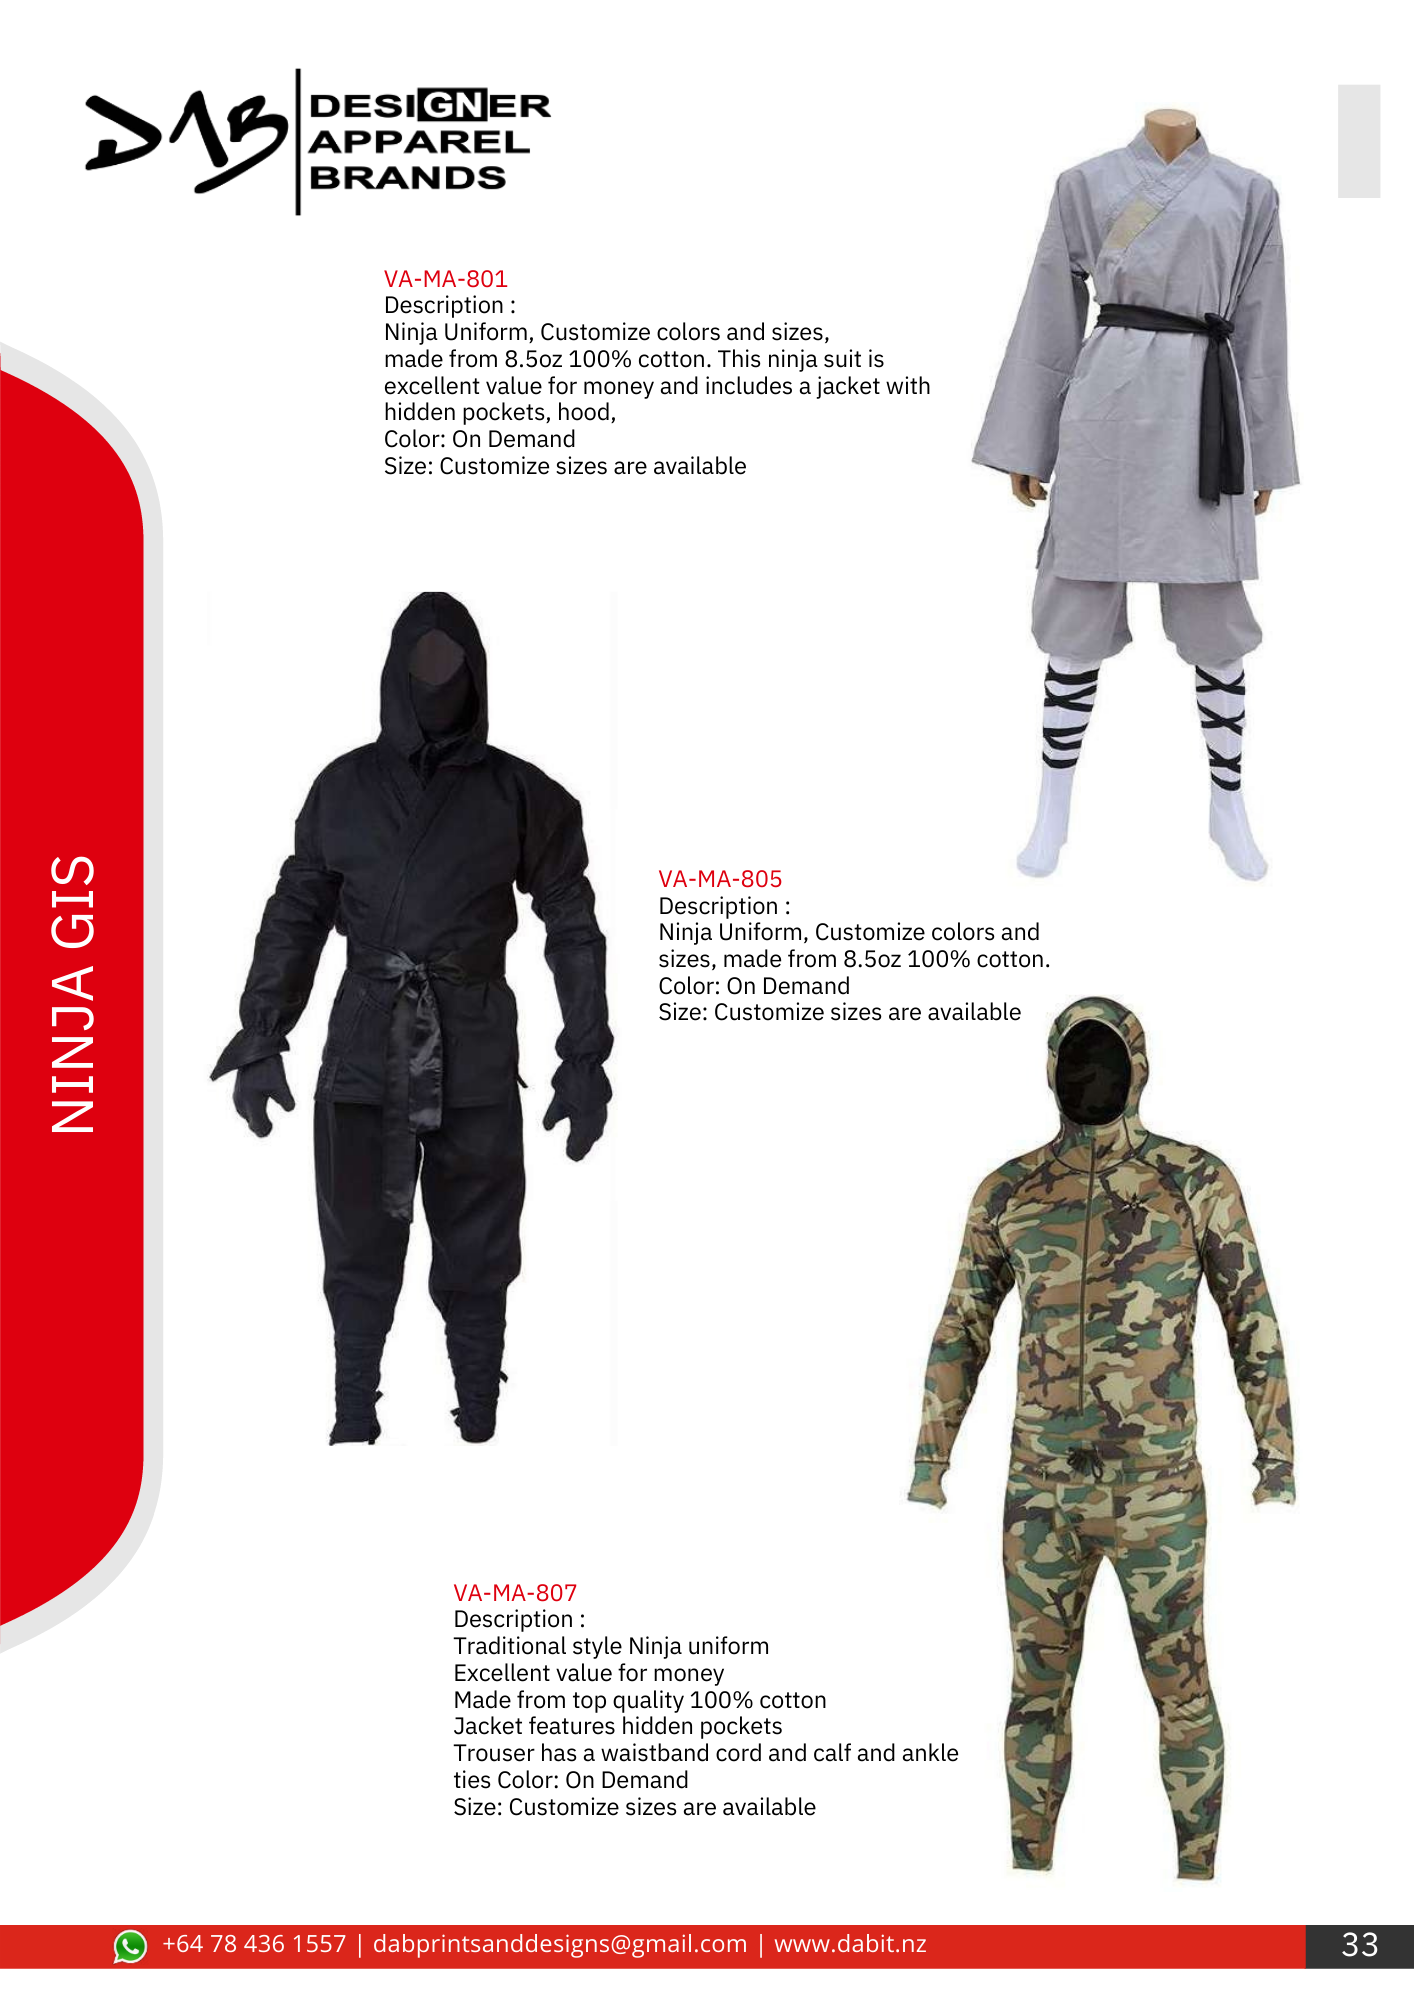 DAB
DESIGNER
APPAREL
BRANDS
VA-MA-801
Description :
Ninja Uniform, Customize colors and sizes,
made from 8.5oz 100% cotton. This ninja suit is
excellent value for money and includes a jacket with
hidden pockets, hood,
Color: On Demand
Size: Customize sizes are available
NINJA GIS
VA-MA-805
Description :
Ninja Uniform, Customize colors and
sizes, made from 8.5oz 100% cotton.
Color: On Demand
Size: Customize sizes are available
VA-MA-807
Description :
Traditional style Ninja uniform
Excellent value for money
Made from top quality 100% cotton
Jacket features hidden pockets
Trouser has a waistband cord and calf and ankle
ties Color: On Demand
Size: Customize sizes are available
+64 78 436 1557 | dabprintsanddesigns@gmail.com | www.dabit.nz
33